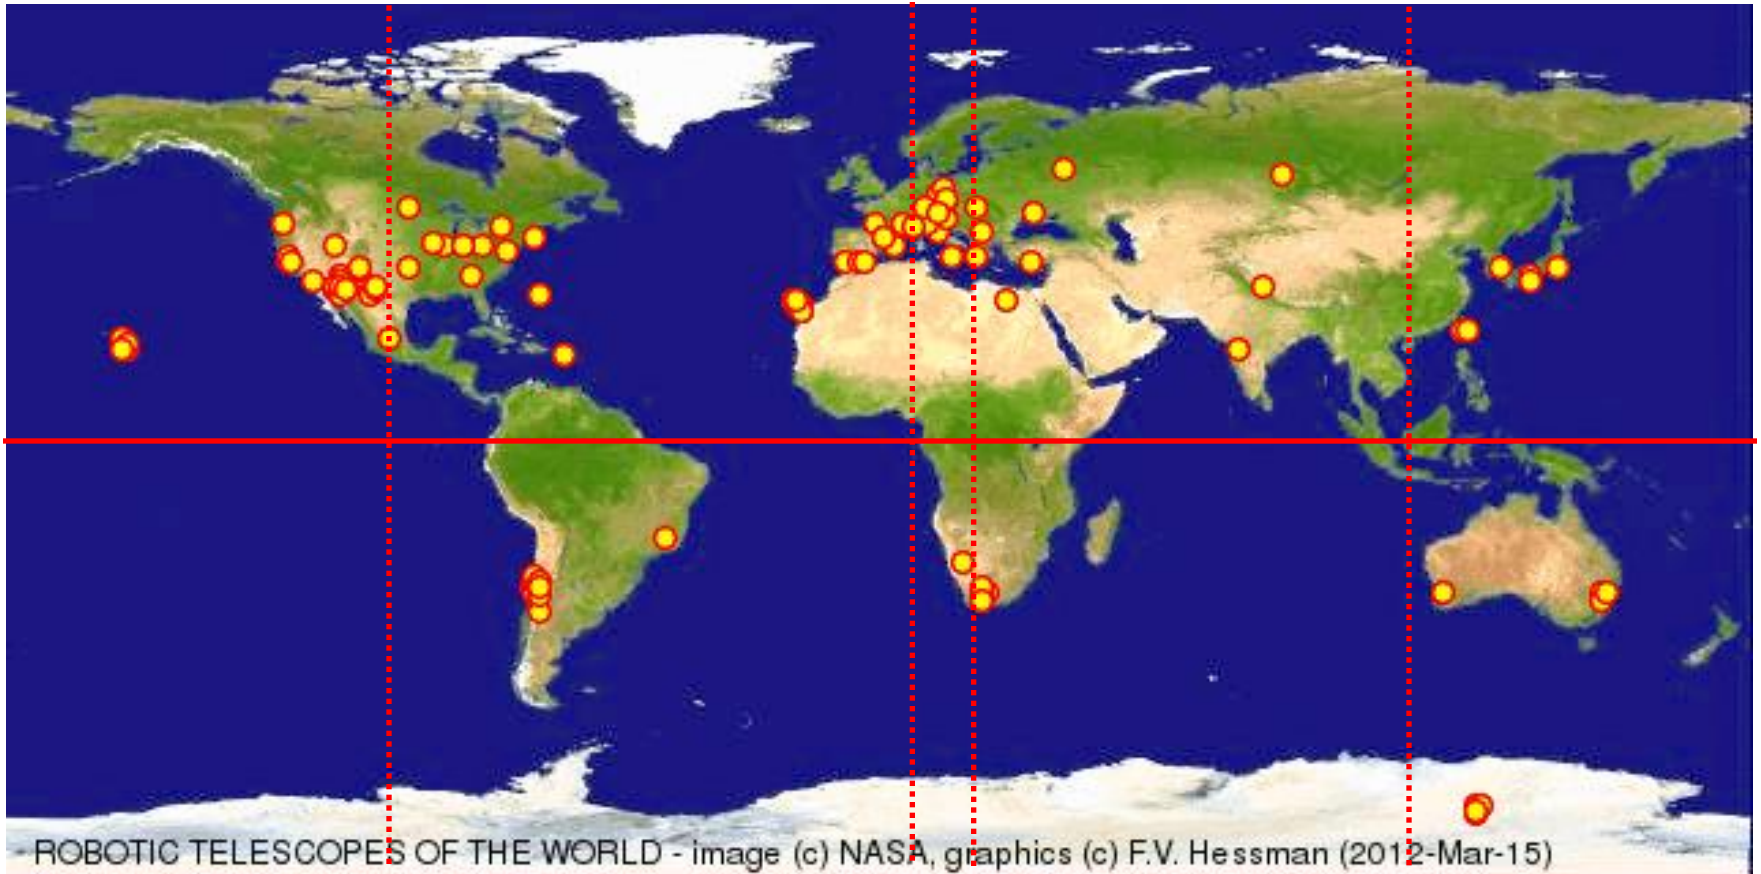 ROBOTIC TELESCOPES OF THE WORLD - image (c) NASA, graphics (c) F.V. Hessman (2012-Mar-15)